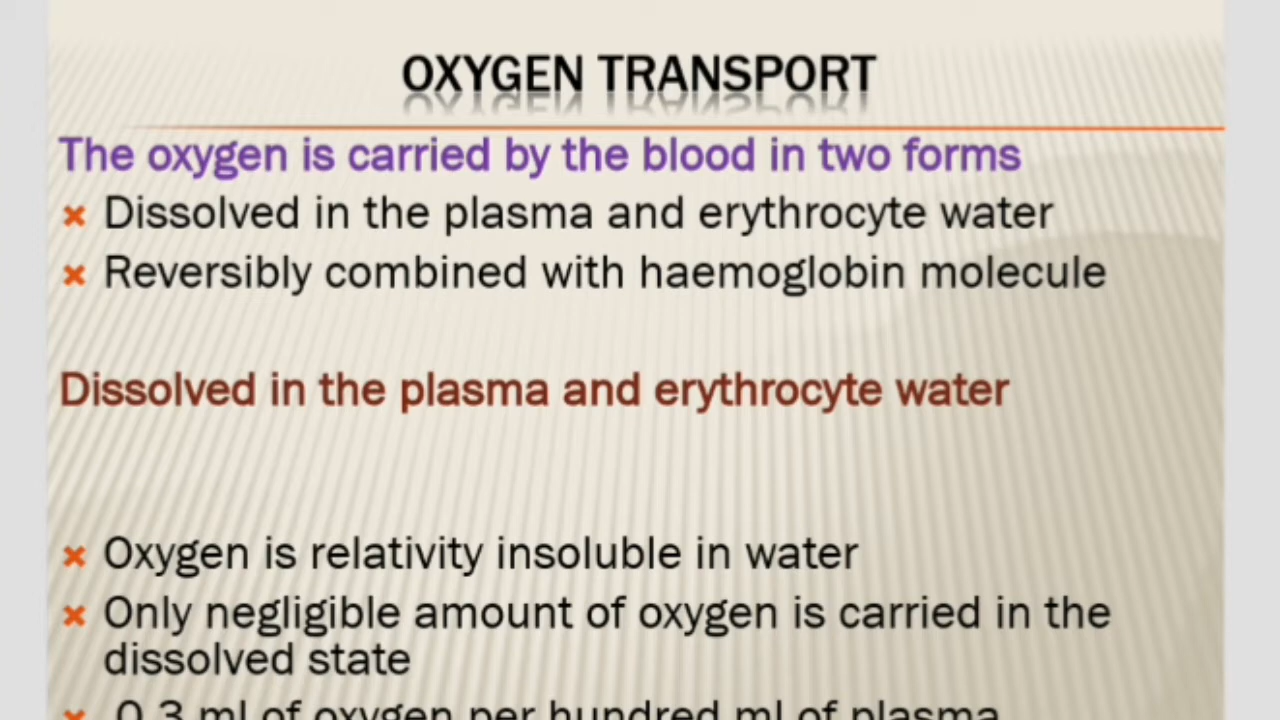 OXYGEN TRANSPORT
The oxygen is carried by the blood in two forms
Dissolved in the plasma and erythrocyte water
Reversibly combined with haemoglobin molecule
Dissolved in the plasma and erythrocyte water
Oxygen is relativity insoluble in water
Only negligible amount of oxygen is carried in the
dissolved state
0.3 ml of oxygen per hundred ml of plasma